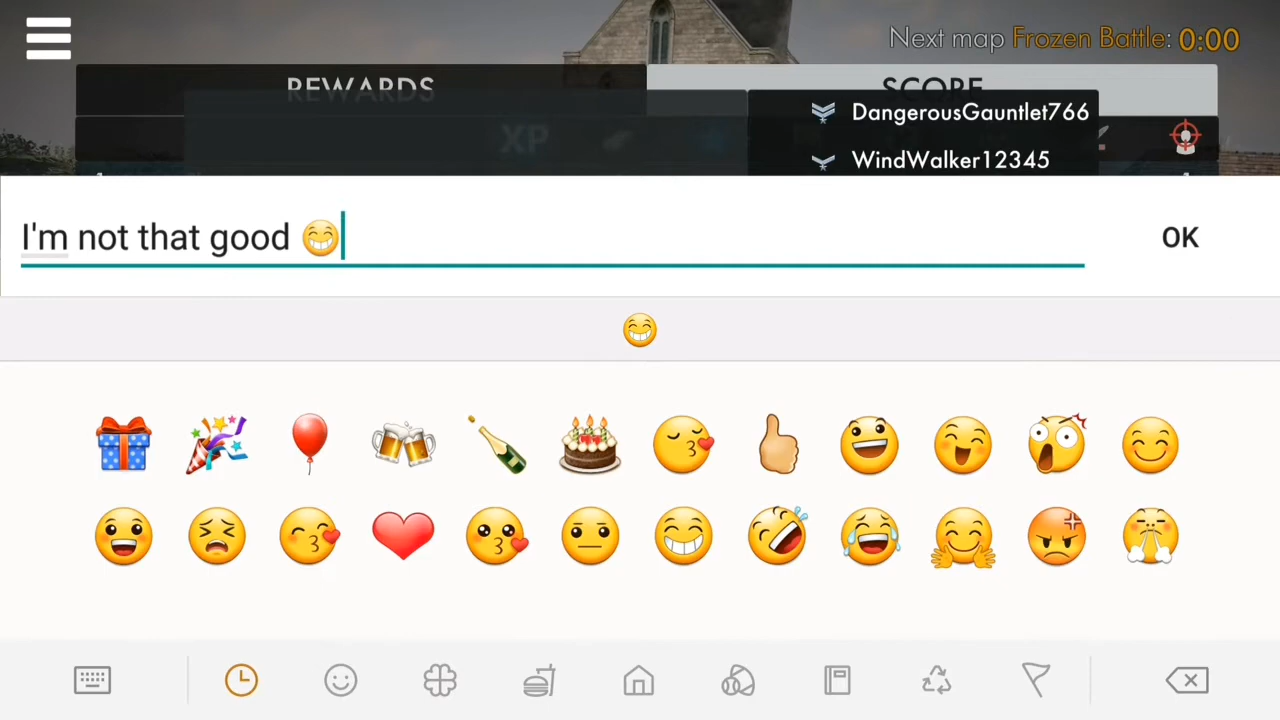 Next map Frozen Battle: 0:00
REWARDS
SCORE
DangerousGauntlet766
XP
WindWalker12345
I'm not that good 😁
OK
😁